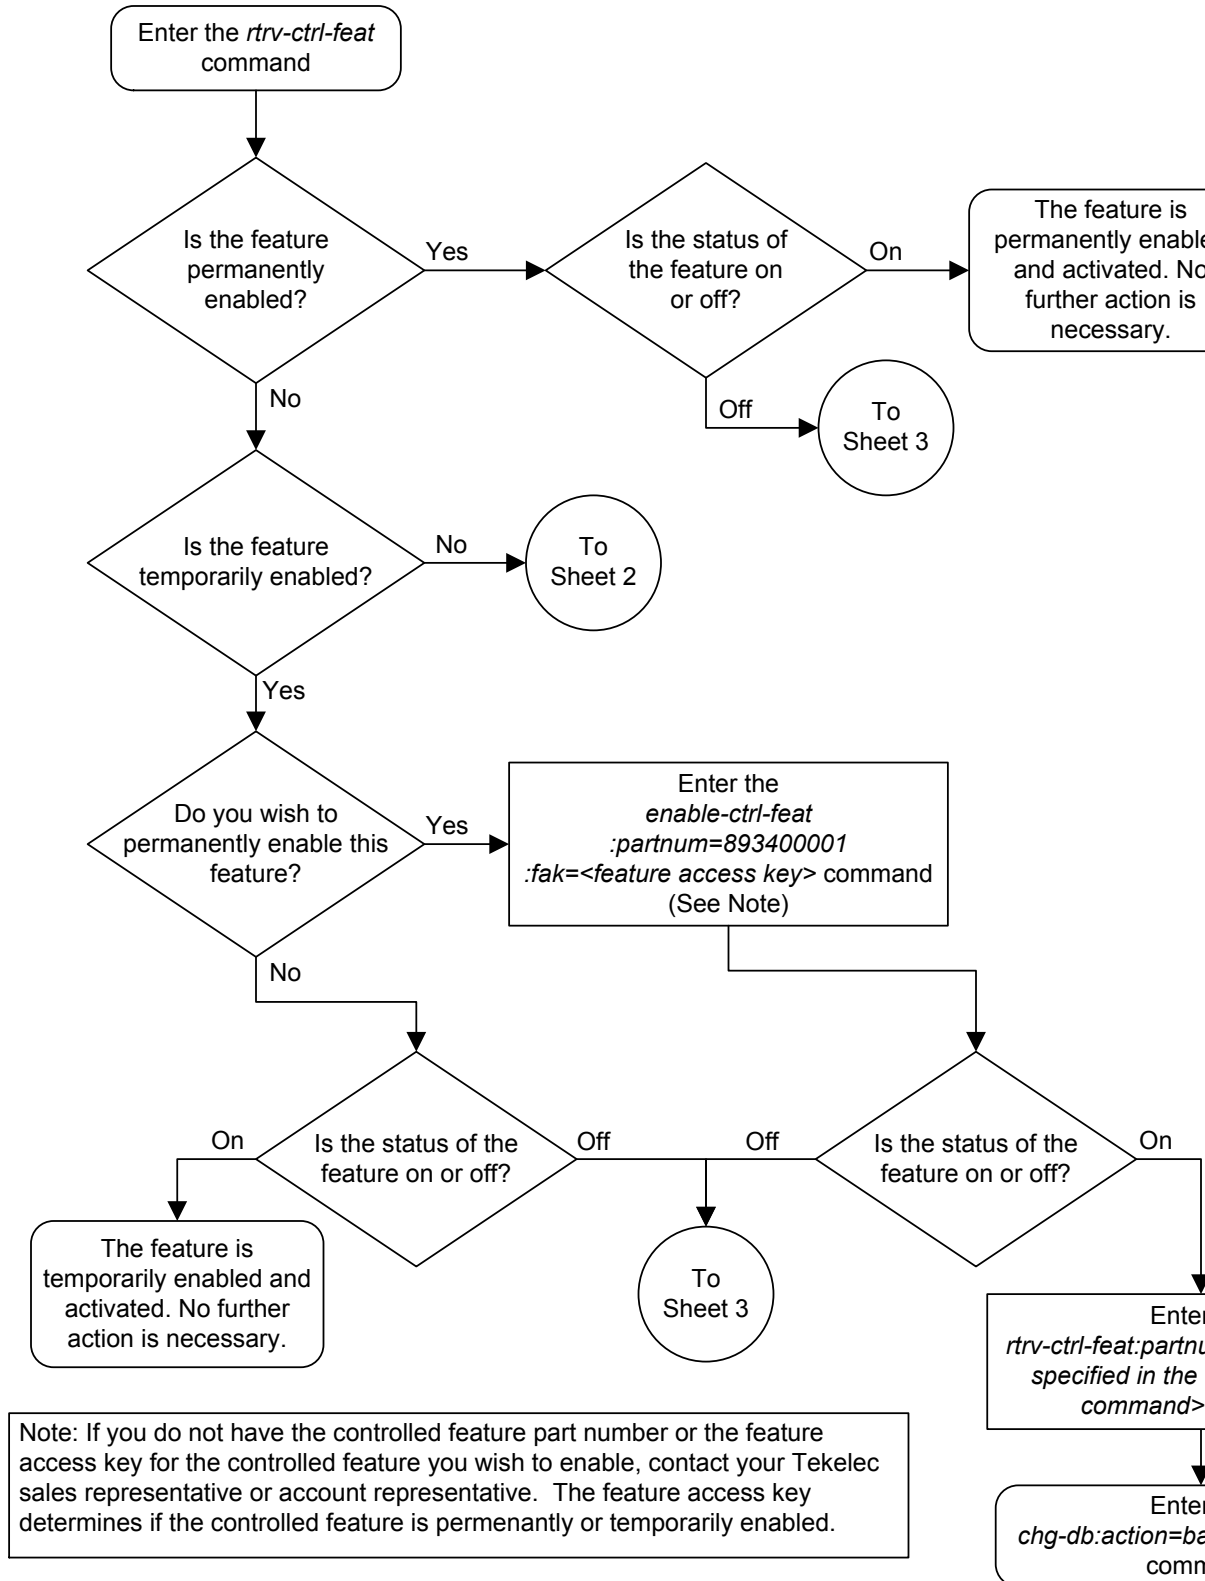 Enter the rtrv-ctrl-feat
command
Is the feature
permanently
enabled?
Yes
Is the status of
the feature on
or off?
On
The feature is
permanently
and activated. No
further action is
necessary.
No
Off
To
Sheet 3
Is the feature
temporarily enabled?
No
To
Sheet 2
Yes
Do you wish to
permanently enable this
feature?
Yes
Enter the
enable-ctrl-feat
:partnum=893400001
:fak=<feature access key> command
(See Note)
No
On
Is the status of the
feature on or off?
Off
Off
Is the status of the
feature on or off?
On
The feature is
temporarily enabled and
activated. No further
action is necessary.
To
Sheet 3
Enter
specified in the
command>
Enter
Note: If you do not have the controlled feature part number or the feature
access key for the controlled feature you wish to enable, contact your Tekelec
sales representative or account representative.  The feature access key
determines if the controlled feature is permenantly or temporarily enabled.